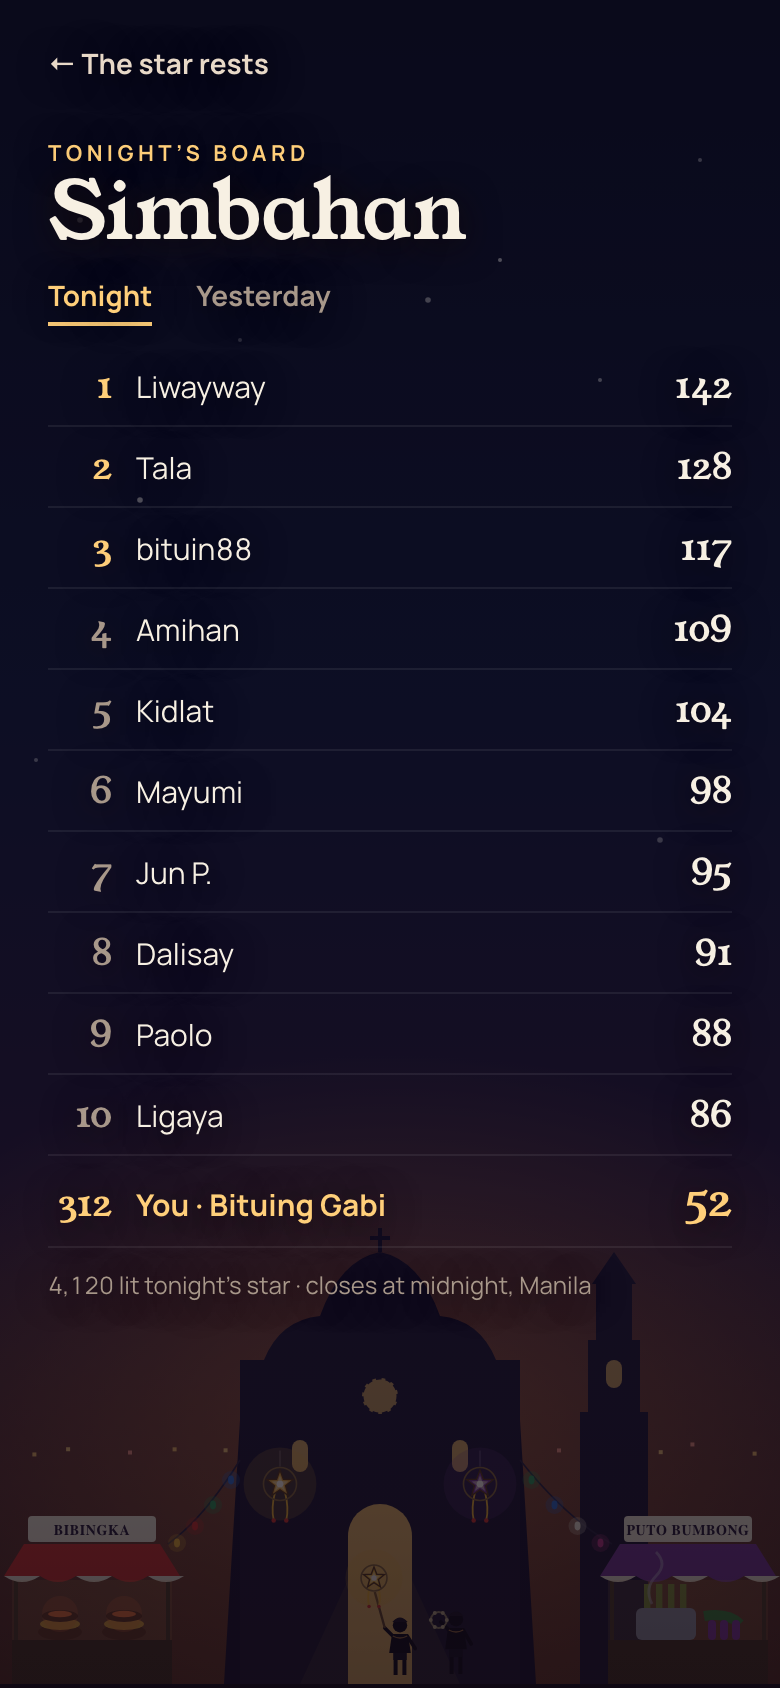 ← The star rests
TONIGHT’S BOARD
Simbahan
Tonight Yesterday
1 Liwayway 142
2 Tala 128
3 bituin88 117
4 Amihan 109
5 Kidlat 104
6 Mayumi 98
7 Jun P. 95
8 Dalisay 91
9 Paolo 88
10 Ligaya 86
312 You · Bituing Gabi 52
4,120 lit tonight’s star · closes at midnight, Manila
BIBINGKA
PUTO BUMBONG